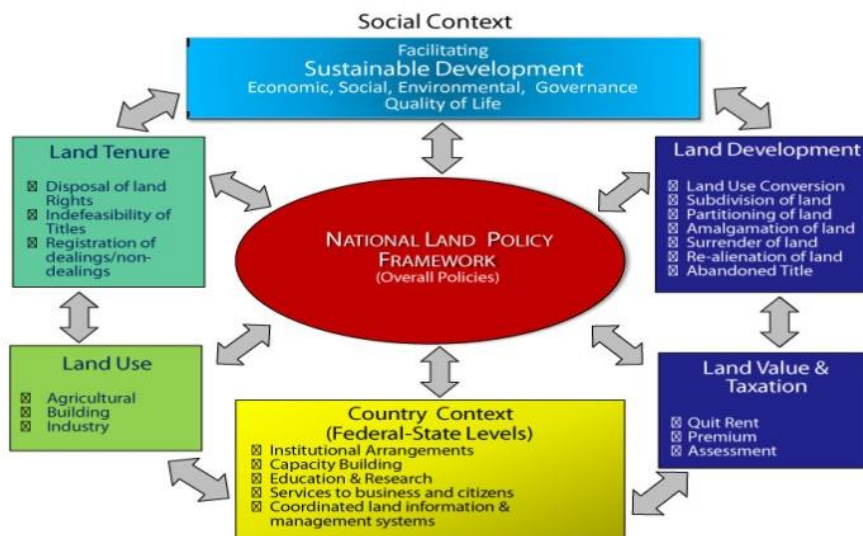 Social Context
Facilitating
Sustainable Development
Economic, Social, Environmental, Governance
Quality of Life
Land Tenure
Disposal of land
Rights
Indefeasibility of
Titles
Registration of
dealings/non-
dealings
NATIONAL LAND POLICY
FRAMEWORK
(Overall Policies)
Land Development
Land Use Conversion
Subdivision of land
Partitioning of land
Amalgamation of land
Surrender of land
Re-alienation of land
Abandoned Title
Land Use
Agricultural
Building
Industry
Country Context
(Federal-State Levels)
Institutional Arrangements
Capacity Building
Education & Research
Services to business and citizens
Coordinated land information &
management systems
Land Value &
Taxation
Quit Rent
Premium
Assessment